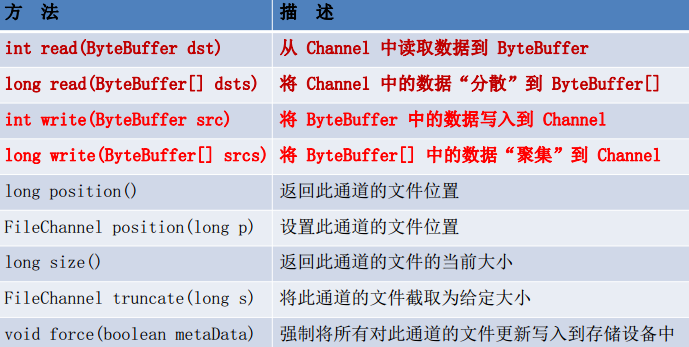 方 法 描 述
int read(ByteBuffer dst) 从 Channel 中读取数据到 ByteBuffer
long read(ByteBuffer[] dsts) 将 Channel 中的数据“分散”到 ByteBuffer[]
int write(ByteBuffer src) 将 ByteBuffer 中的数据写入到 Channel
long write(ByteBuffer[] srcs) 将 ByteBuffer[] 中的数据“聚集”到 Channel
long position() 返回此通道的文件位置
FileChannel position(long p) 设置此通道的文件位置
long size() 返回此通道的文件的当前大小
FileChannel truncate(long s) 将此通道的文件截取为给定大小
void force(boolean metaData) 强制将所有对此通道的文件更新写入到存储设备中